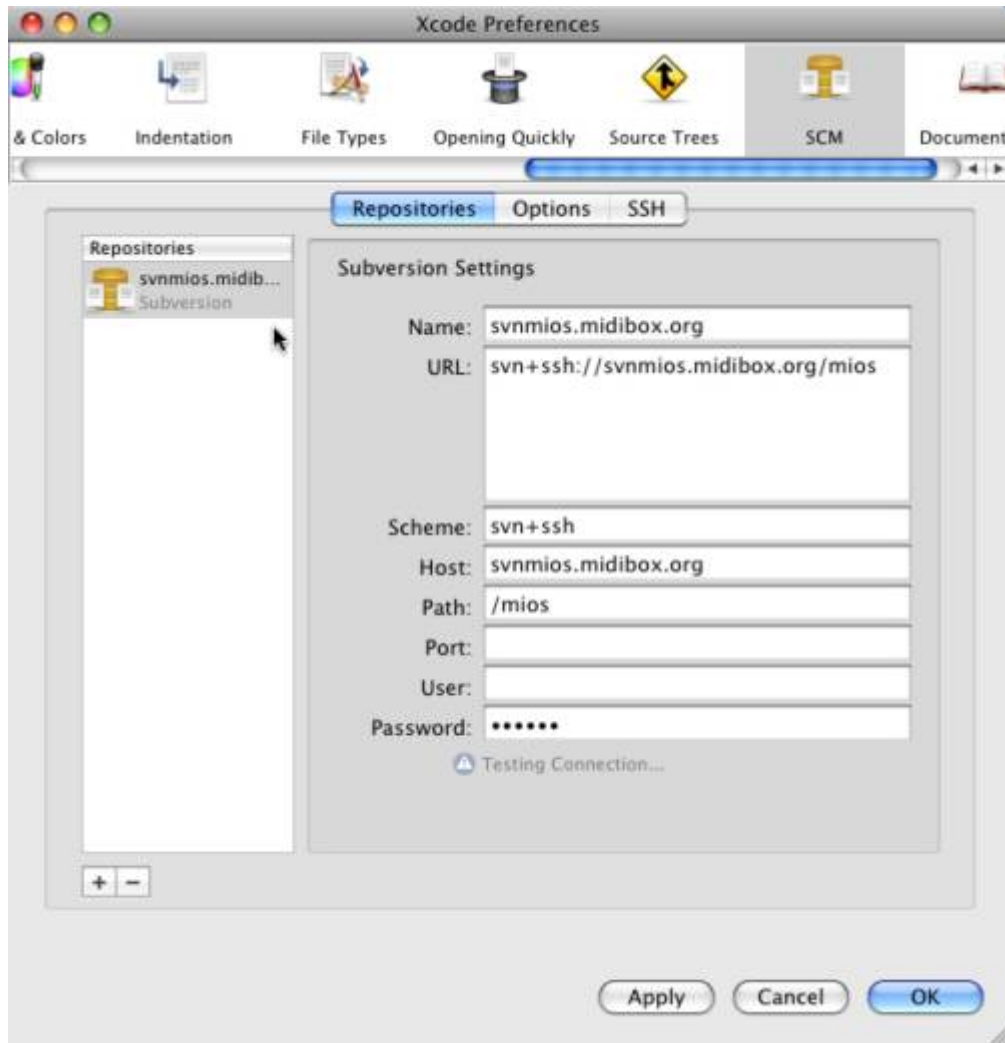 Xcode Preferences
& Colors Indentation File Types Opening Quickly Source Trees SCM Document
Repositories Options SSH
Repositories
svnmios.midib...
Subversion
Subversion Settings
Name: svnmios.midibox.org
URL: svn+ssh://svnmios.midibox.org/mios
Scheme: svn+ssh
Host: svnmios.midibox.org
Path: /mios
Port:
User:
Password: ••••••
Testing Connection...
+ −
Apply Cancel OK